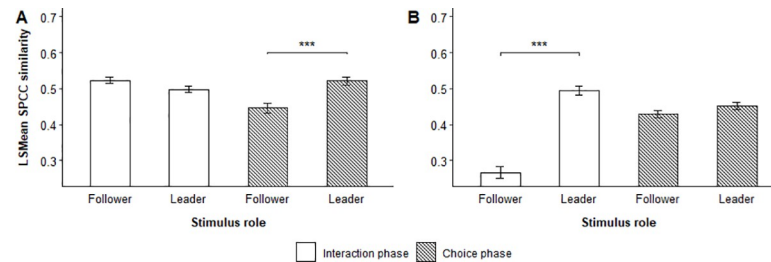 A
B
LSMean SPCC similarity
0.7
0.6
0.5
0.4
0.3
***
Follower
Leader
Follower
Leader
Stimulus role
0.7
0.6
0.5
0.4
0.3
***
Follower
Leader
Follower
Leader
Stimulus role
Interaction phase
Choice phase